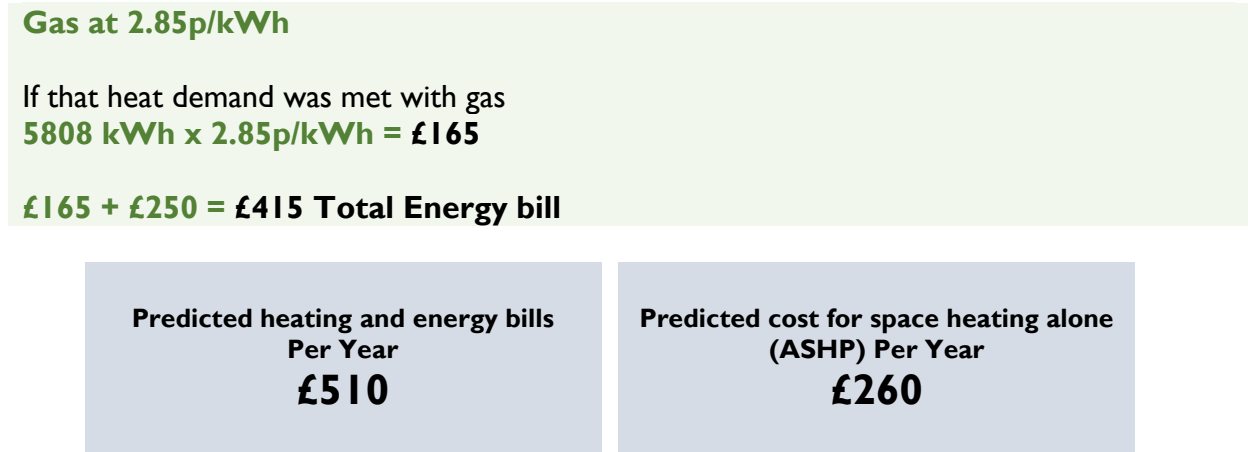 Gas at 2.85p/kWh
If that heat demand was met with gas
5808 kWh x 2.85p/kWh = £165
£165 + £250 = £415 Total Energy bill
Predicted heating and energy bills
Per Year
£510
Predicted cost for space heating alone
(ASHP) Per Year
£260